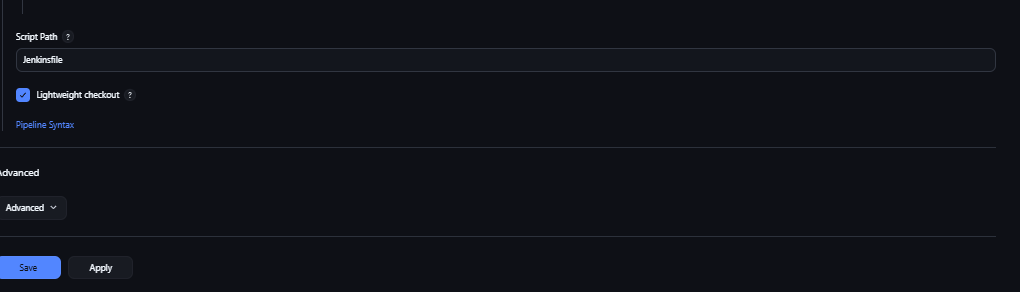 Script Path ?
Jenkinsfile
Lightweight checkout ?
Pipeline Syntax
Advanced
Advanced
Save Apply